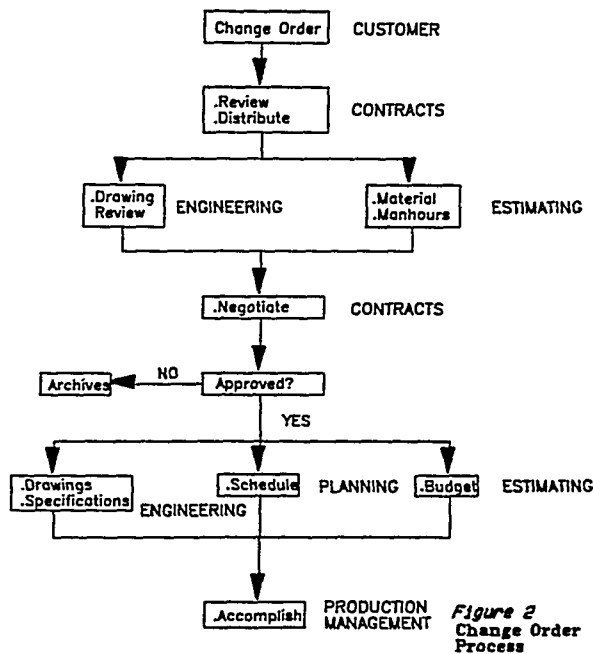 Change Order CUSTOMER
.Review
.Distribute
CONTRACTS
.Drawing
Review
ENGINEERING
.Material
.Manhours
ESTIMATING
.Negotiate CONTRACTS
Archives NO Approved?
YES
.Drawings
.Specifications
ENGINEERING
.Schedule PLANNING
.Budget ESTIMATING
.Accomplish
PRODUCTION
MANAGEMENT
Figure 2
Change Order
Process